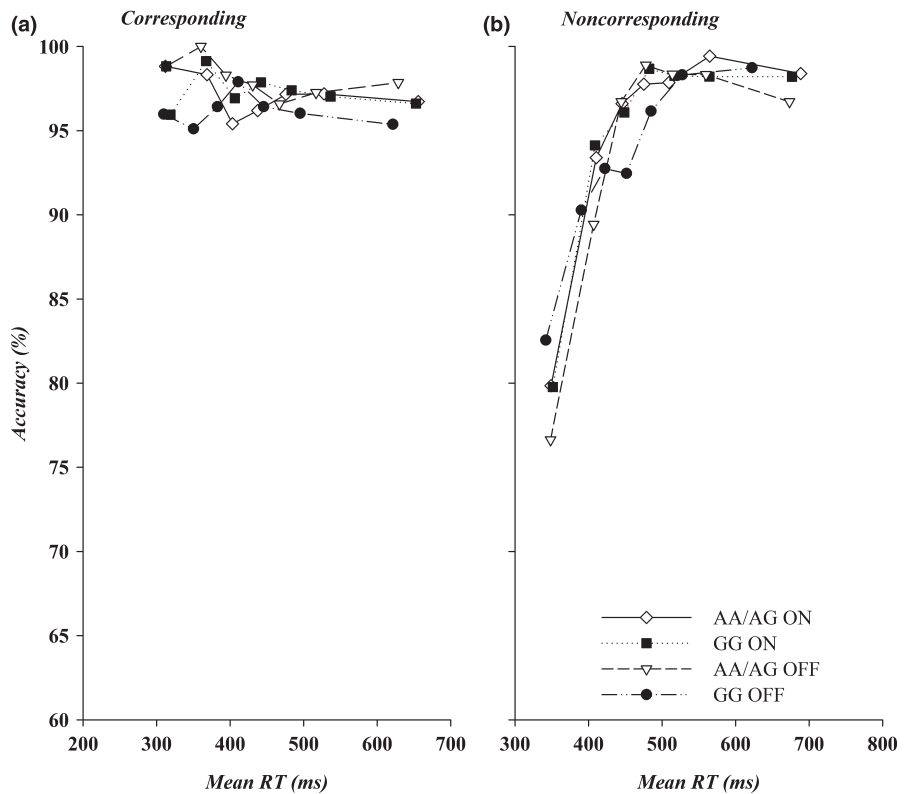 (a) Corresponding
(b) Noncorresponding
100
95
90
85
80
75
70
65
60
Accuracy (%)
200 300 400 500 600 700
300 400 500 600 700 800
Mean RT (ms)
Mean RT (ms)
AA/AG ON
GG ON
AA/AG OFF
GG OFF